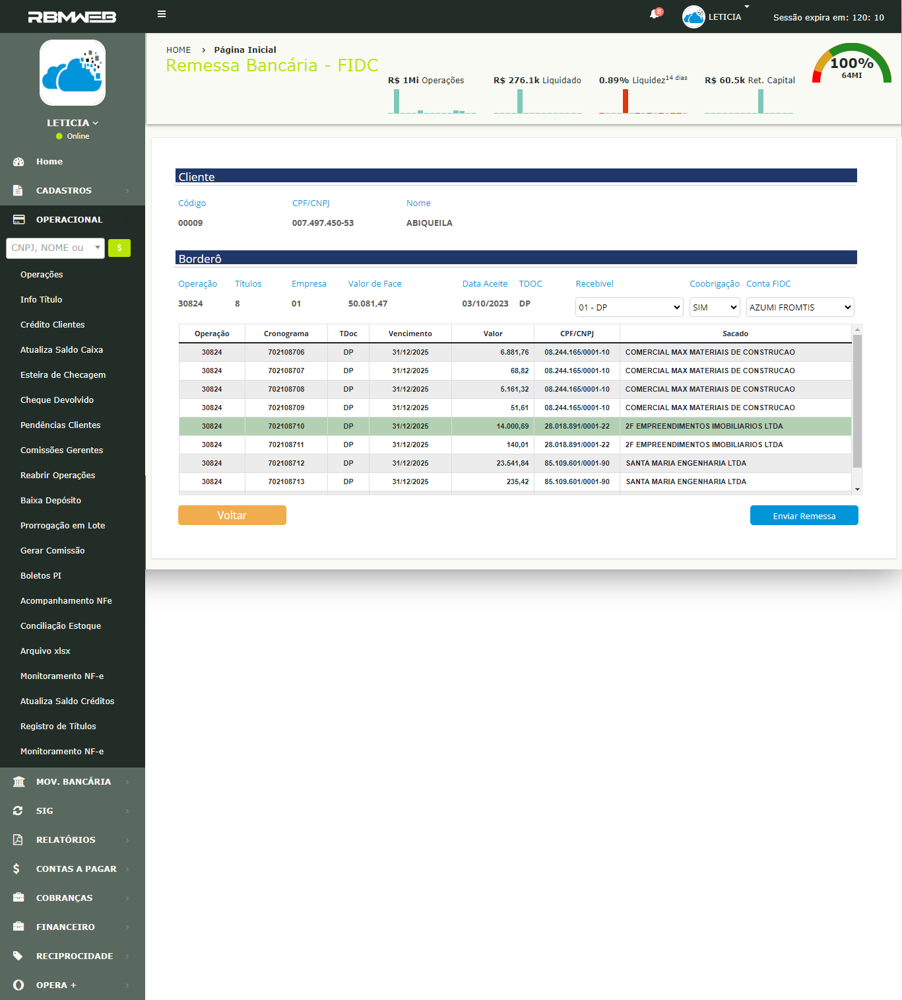 RBMWEB
0
LETICIA
Sessão expira em: 120: 10
LETICIA
Online
Home
CADASTROS
OPERACIONAL
CNPJ, NOME ou
$
Operações
Info Título
Crédito Clientes
Atualiza Saldo Caixa
Esteira de Checagem
Cheque Devolvido
Pendências Clientes
Comissões Gerentes
Reabrir Operações
Baixa Depósito
Prorrogação em Lote
Gerar Comissão
Boletos PI
Acompanhamento NFe
Conciliação Estoque
Arquivo xlsx
Monitoramento NF-e
Atualiza Saldo Créditos
Registro de Títulos
Monitoramento NF-e
MOV. BANCÁRIA
SIG
RELATÓRIOS
CONTAS A PAGAR
COBRANÇAS
FINANCEIRO
RECIPROCIDADE
OPERA +
HOME > Página Inicial
Remessa Bancária - FIDC
R$ 1Mi Operações
R$ 276.1k Liquidado
0.89% Liquidez14 dias
R$ 60.5k Ret. Capital
100%
64MI
Cliente
Código CPF/CNPJ Nome
00009 007.497.450-53 ABIQUEILA
Borderô
Operação Títulos Empresa Valor de Face Data Aceite TDOC Recebivel Coobrigação Conta FIDC
30824 8 01 50.081,47 03/10/2023 DP 01 - DP SIM AZUMI FROMTIS
Operação Cronograma TDoc Vencimento Valor CPF/CNPJ Sacado
30824 702108706 DP 31/12/2025 6.881,76 08.244.165/0001-10 COMERCIAL MAX MATERIAIS DE CONSTRUCAO
30824 702108707 DP 31/12/2025 68,82 08.244.165/0001-10 COMERCIAL MAX MATERIAIS DE CONSTRUCAO
30824 702108708 DP 31/12/2025 5.161,32 08.244.165/0001-10 COMERCIAL MAX MATERIAIS DE CONSTRUCAO
30824 702108709 DP 31/12/2025 51,61 08.244.165/0001-10 COMERCIAL MAX MATERIAIS DE CONSTRUCAO
30824 702108710 DP 31/12/2025 14.000,69 28.018.891/0001-22 2F EMPREENDIMENTOS IMOBILIARIOS LTDA
30824 702108711 DP 31/12/2025 140,01 28.018.891/0001-22 2F EMPREENDIMENTOS IMOBILIARIOS LTDA
30824 702108712 DP 31/12/2025 23.541,84 85.109.601/0001-90 SANTA MARIA ENGENHARIA LTDA
30824 702108713 DP 31/12/2025 235,42 85.109.601/0001-90 SANTA MARIA ENGENHARIA LTDA
Voltar
Enviar Remessa